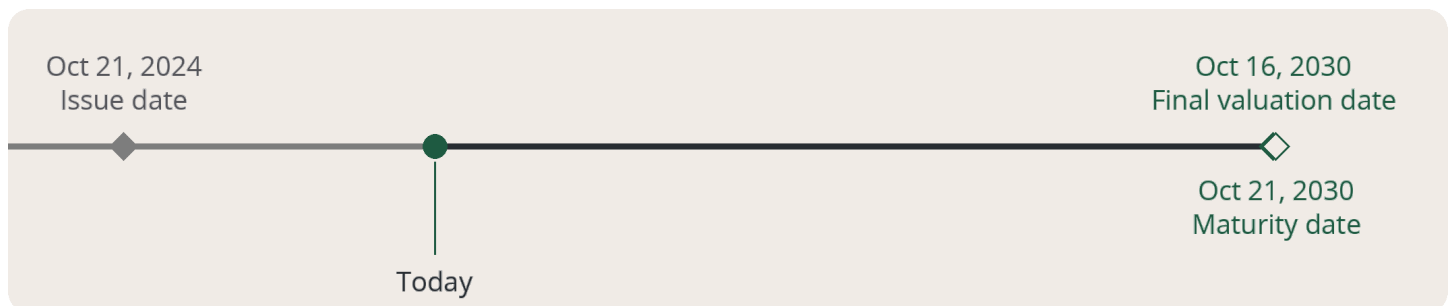 Oct 21, 2024
Issue date
Oct 16, 2030
Final valuation date
Oct 21, 2030
Maturity date
Today